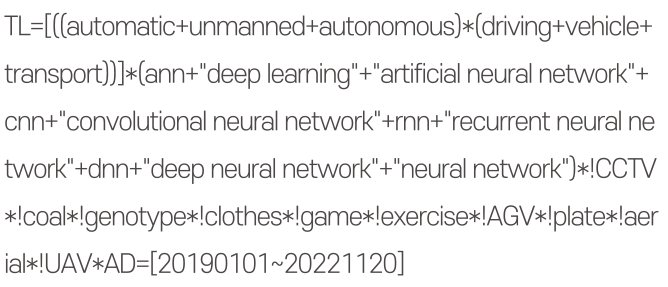 TL=[((automatic+unmanned+autonomous)*(driving+vehicle+
transport))]*(ann+"deep learning"+"artificial neural network"+
cnn+"convolutional neural network"+rnn+"recurrent neural ne
twork"+dnn+"deep neural network"+"neural network")*!CCTV
*!coal*!genotype*!clothes*!game*!exercise*!AGV*!plate*!aer
ial*!UAV*AD=[20190101~20221120]